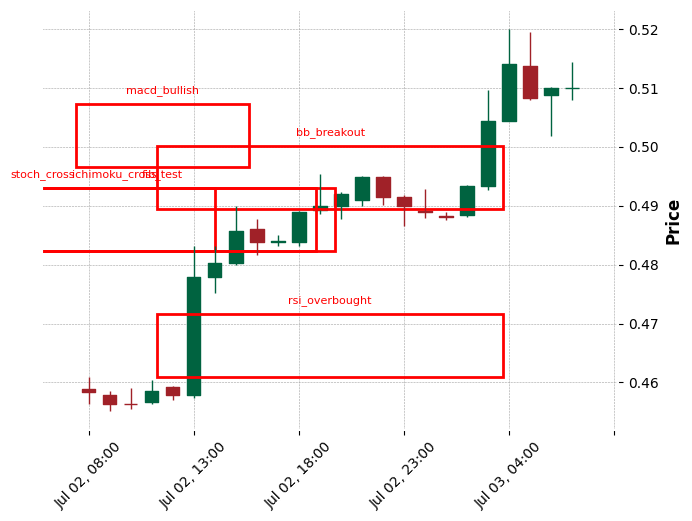 0.52
macd_bullish
0.51
bb_breakout
0.50
stoch_cross
ichimoku_cross
0.49
0.48
rsi_overbought
0.47
0.46
Price
Jul 02, 08:00
Jul 02, 13:00
Jul 02, 18:00
Jul 02, 23:00
Jul 03, 04:00